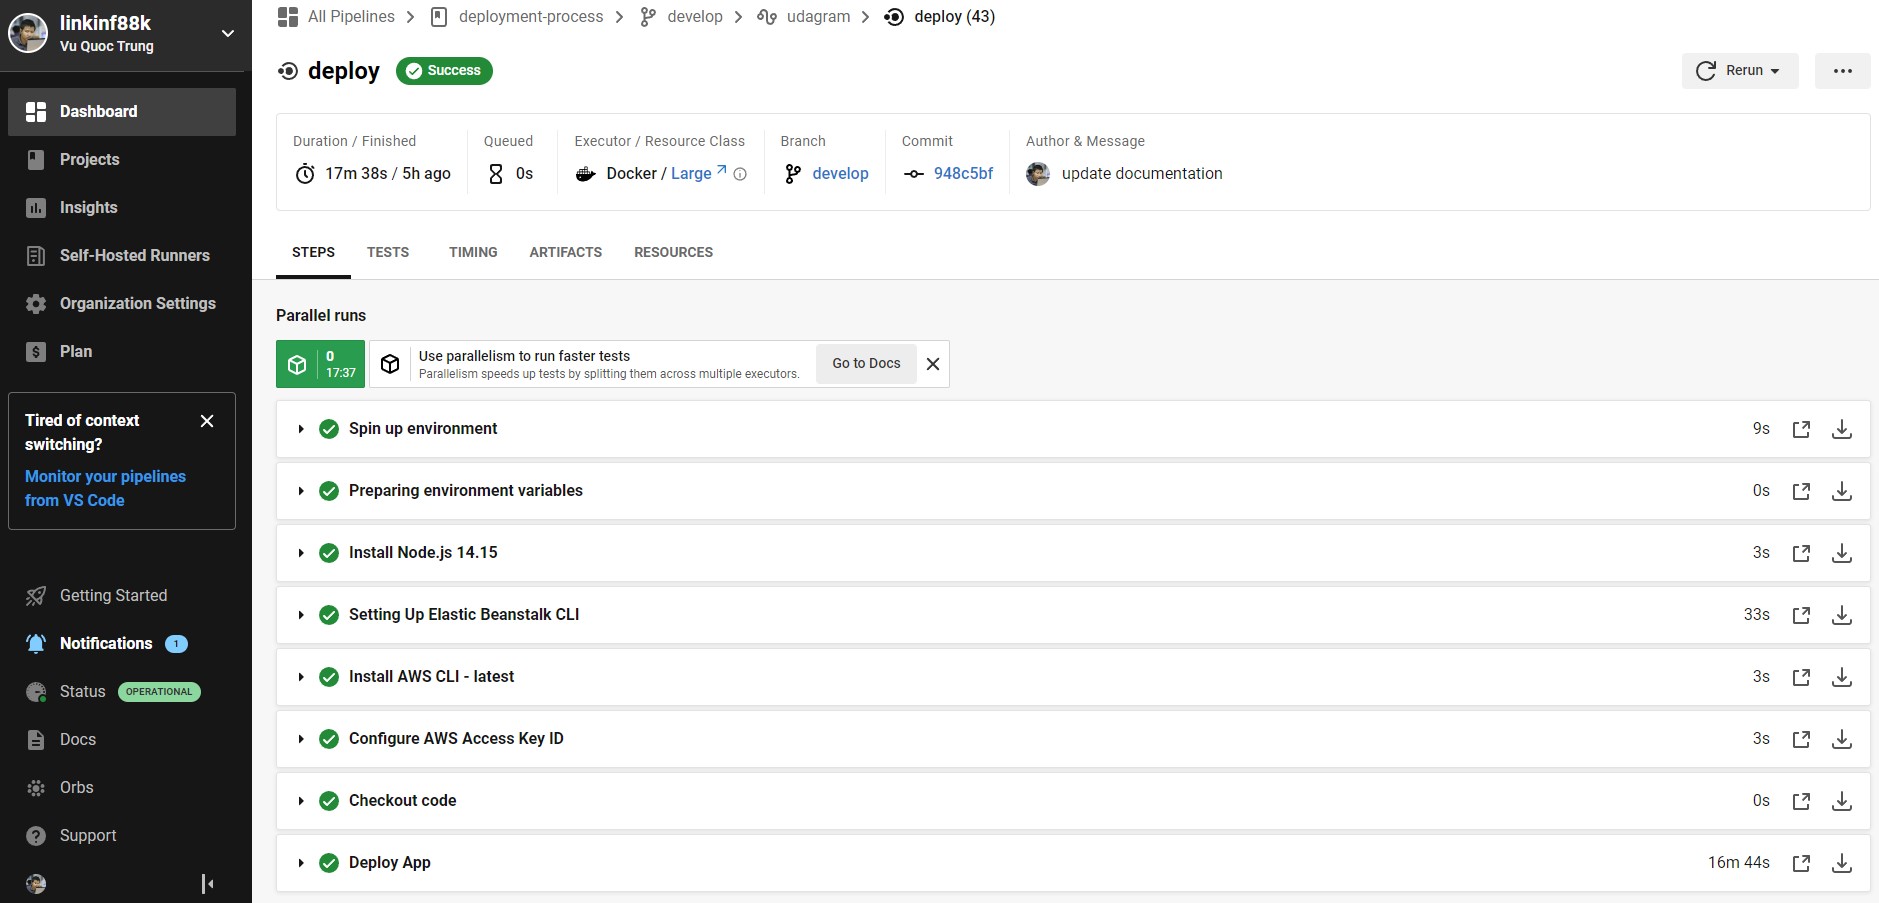 linkinf88k
Vu Quoc Trung
Dashboard
Projects
Insights
Self-Hosted Runners
Organization Settings
Plan
Tired of context
switching?
Monitor your pipelines
from VS Code
Getting Started
Notifications 1
Status OPERATIONAL
Docs
Orbs
Support
All Pipelines deployment-process develop udagram deploy (43)
deploy Success
Rerun
Duration / Finished
17m 38s / 5h ago
Queued
0s
Executor / Resource Class
Docker / Large
Branch
develop
Commit
948c5bf
Author & Message
update documentation
STEPS TESTS TIMING ARTIFACTS RESOURCES
Parallel runs
0
17:37
Use parallelism to run faster tests
Parallelism speeds up tests by splitting them across multiple executors.
Go to Docs
Spin up environment 9s
Preparing environment variables 0s
Install Node.js 14.15 3s
Setting Up Elastic Beanstalk CLI 33s
Install AWS CLI - latest 3s
Configure AWS Access Key ID 3s
Checkout code 0s
Deploy App 16m 44s